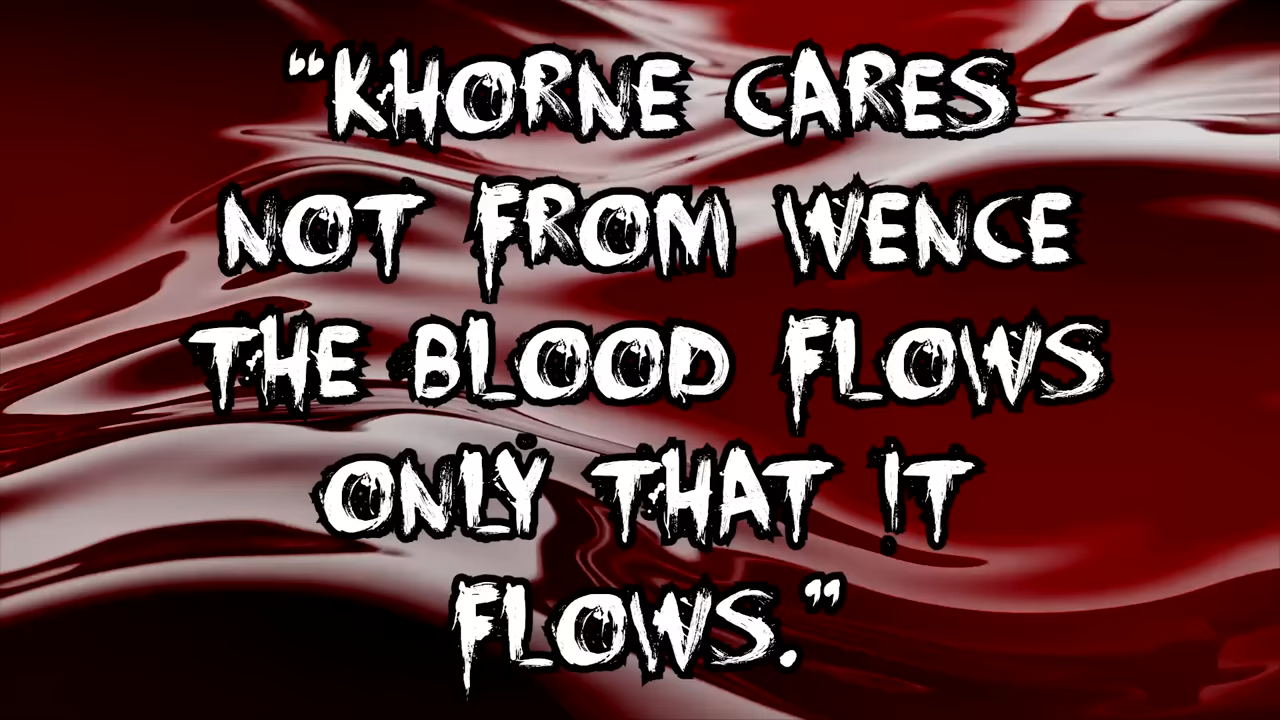 “KHORNE CARES
NOT FROM WENCE
THE BLOOD FLOWS
ONLY THAT IT
FLOWS.”